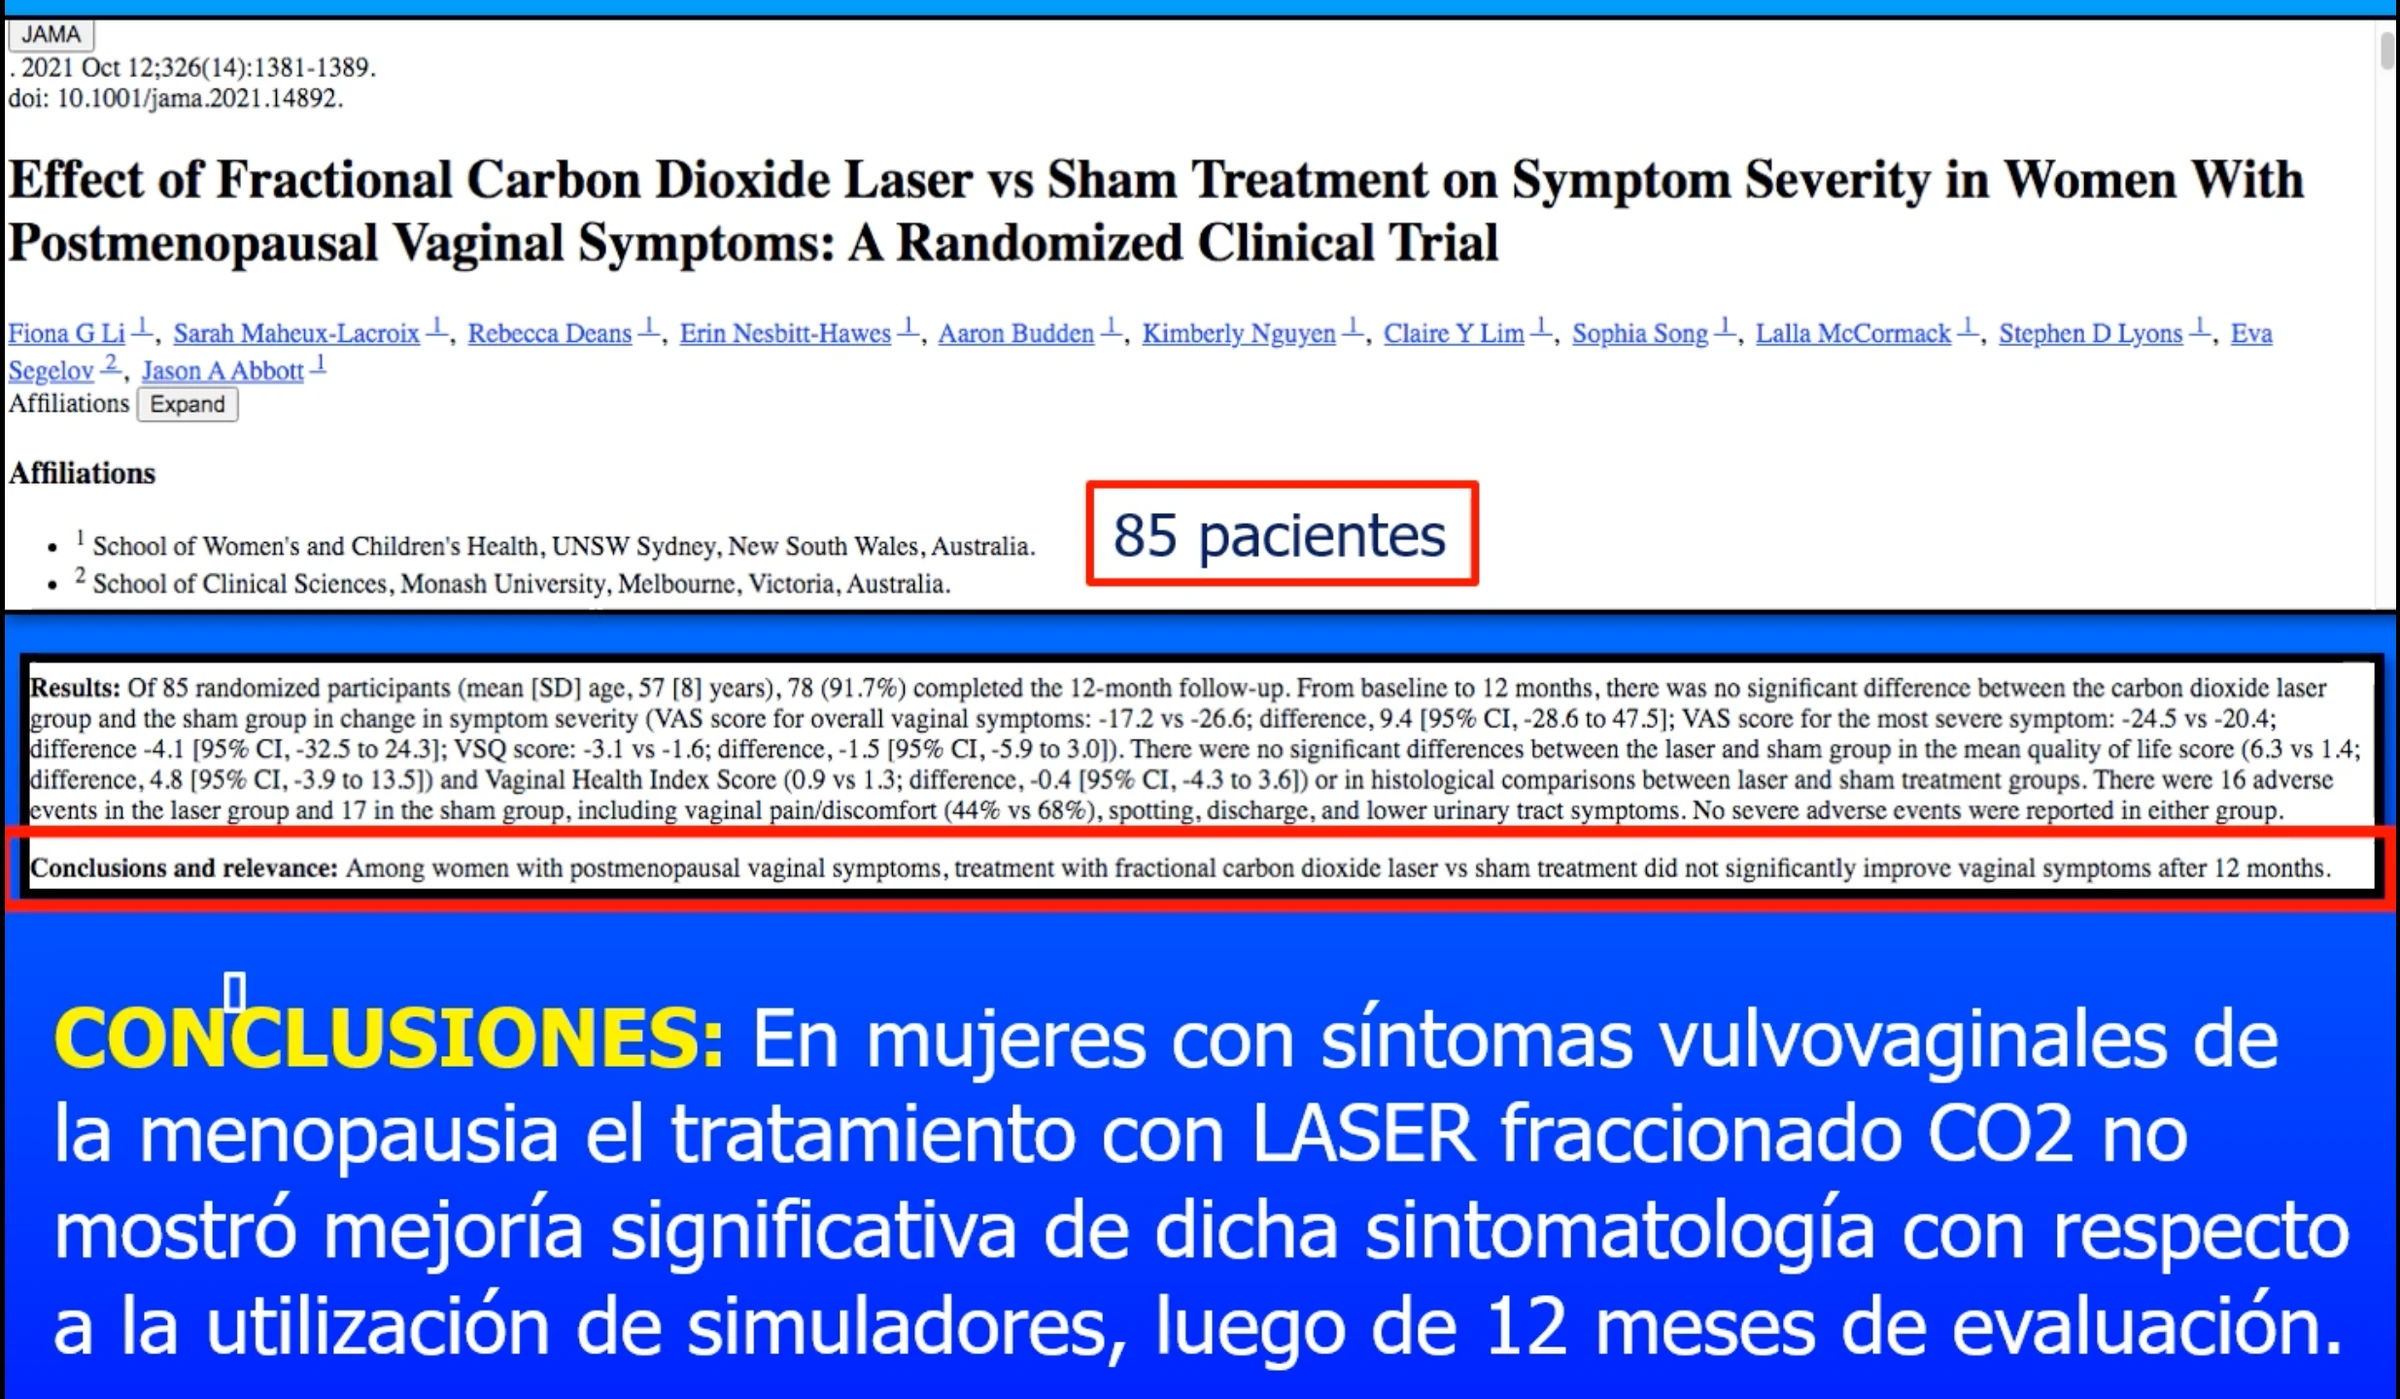 JAMA
. 2021 Oct 12;326(14):1381-1389.
doi: 10.1001/jama.2021.14892.
Effect of Fractional Carbon Dioxide Laser vs Sham Treatment on Symptom Severity in Women With
Postmenopausal Vaginal Symptoms: A Randomized Clinical Trial
Fiona G Li 1, Sarah Maheux-Lacroix 1, Rebecca Deans 1, Erin Nesbitt-Hawes 1, Aaron Budden 1, Kimberly Nguyen 1, Claire Y Lim 1, Sophia Song 1, Lalla McCormack 1, Stephen D Lyons 1, Eva
Segelov 2, Jason A Abbott 1
Affiliations Expand
Affiliations
• 1 School of Women's and Children's Health, UNSW Sydney, New South Wales, Australia.
• 2 School of Clinical Sciences, Monash University, Melbourne, Victoria, Australia.
85 pacientes
Results: Of 85 randomized participants (mean [SD] age, 57 [8] years), 78 (91.7%) completed the 12-month follow-up. From baseline to 12 months, there was no significant difference between the carbon dioxide laser
group and the sham group in change in symptom severity (VAS score for overall vaginal symptoms: -17.2 vs -26.6; difference, 9.4 [95% CI, -28.6 to 47.5]; VAS score for the most severe symptom: -24.5 vs -20.4;
difference -4.1 [95% CI, -32.5 to 24.3]; VSQ score: -3.1 vs -1.6; difference, -1.5 [95% CI, -5.9 to 3.0]). There were no significant differences between the laser and sham group in the mean quality of life score (6.3 vs 1.4;
difference, 4.8 [95% CI, -3.9 to 13.5]) and Vaginal Health Index Score (0.9 vs 1.3; difference, -0.4 [95% CI, -4.3 to 3.6]) or in histological comparisons between laser and sham treatment groups. There were 16 adverse
events in the laser group and 17 in the sham group, including vaginal pain/discomfort (44% vs 68%), spotting, discharge, and lower urinary tract symptoms. No severe adverse events were reported in either group.
Conclusions and relevance: Among women with postmenopausal vaginal symptoms, treatment with fractional carbon dioxide laser vs sham treatment did not significantly improve vaginal symptoms after 12 months.
CONCLUSIONES: En mujeres con síntomas vulvovaginales de
la menopausia el tratamiento con LASER fraccionado CO2 no
mostró mejoría significativa de dicha sintomatología con respecto
a la utilización de simuladores, luego de 12 meses de evaluación.